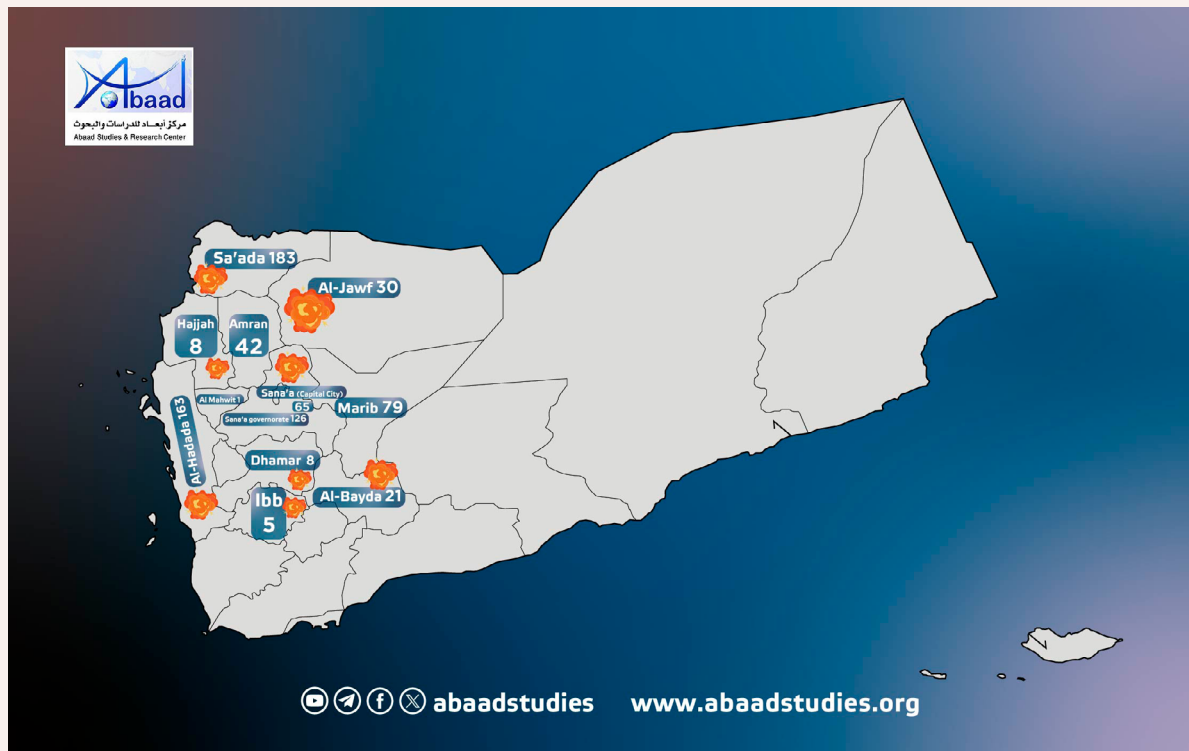 Abaad
مركز أبعاد للدراسات والبحوث
Abaad Studies & Research Center
Sa'ada 183
Al-Jawf 30
Hajjah
8
Amran
42
Al Mahwit 1
Sana'a (Capital City)
65
Sana'a governorete 126
Marib 79
Al-Hadada 163
Dhamar 8
Al-Bayda 21
Ibb
5
abaadstudies www.abaadstudies.org